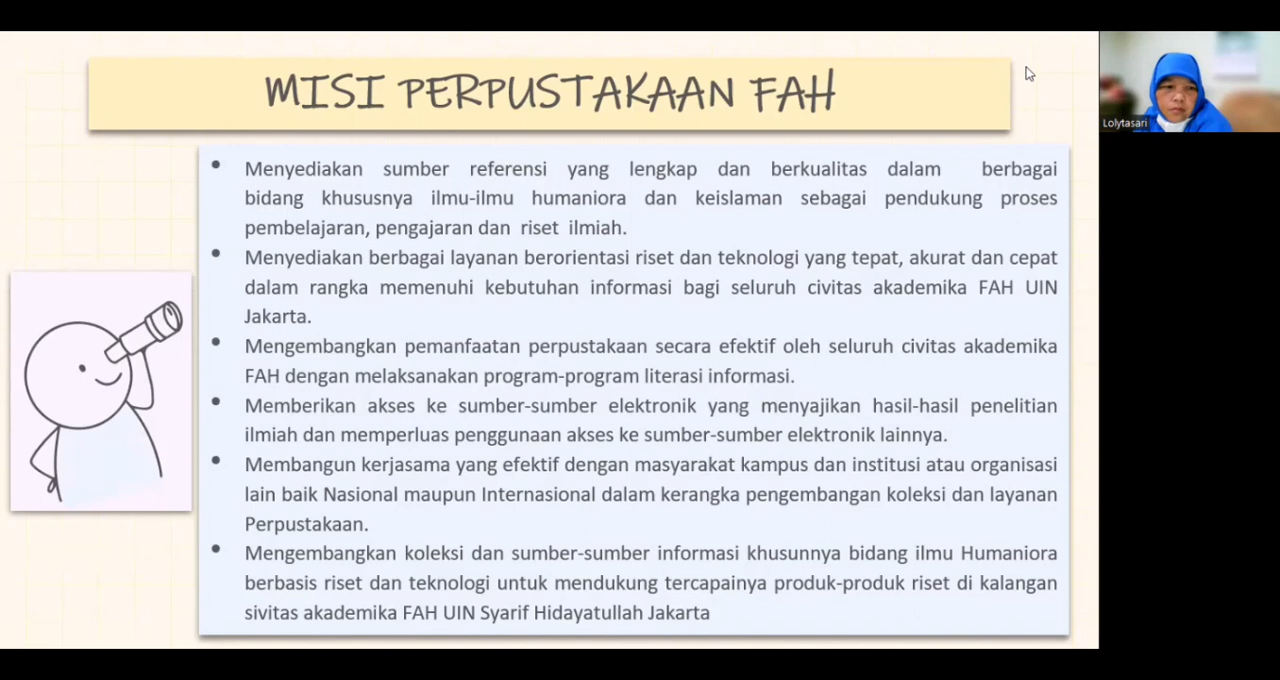 MISI PERPUSTAKAAN FAH
Lolytasari
• Menyediakan sumber referensi yang lengkap dan berkualitas dalam berbagai
bidang khususnya ilmu-ilmu humaniora dan keislaman sebagai pendukung proses
pembelajaran, pengajaran dan riset ilmiah.
• Menyediakan berbagai layanan berorientasi riset dan teknologi yang tepat, akurat dan cepat
dalam rangka memenuhi kebutuhan informasi bagi seluruh civitas akademika FAH UIN
Jakarta.
• Mengembangkan pemanfaatan perpustakaan secara efektif oleh seluruh civitas akademika
FAH dengan melaksanakan program-program literasi informasi.
• Memberikan akses ke sumber-sumber elektronik yang menyajikan hasil-hasil penelitian
ilmiah dan memperluas penggunaan akses ke sumber-sumber elektronik lainnya.
• Membangun kerjasama yang efektif dengan masyarakat kampus dan institusi atau organisasi
lain baik Nasional maupun Internasional dalam kerangka pengembangan koleksi dan layanan
Perpustakaan.
• Mengembangkan koleksi dan sumber-sumber informasi khusunnya bidang ilmu Humaniora
berbasis riset dan teknologi untuk mendukung tercapainya produk-produk riset di kalangan
sivitas akademika FAH UIN Syarif Hidayatullah Jakarta